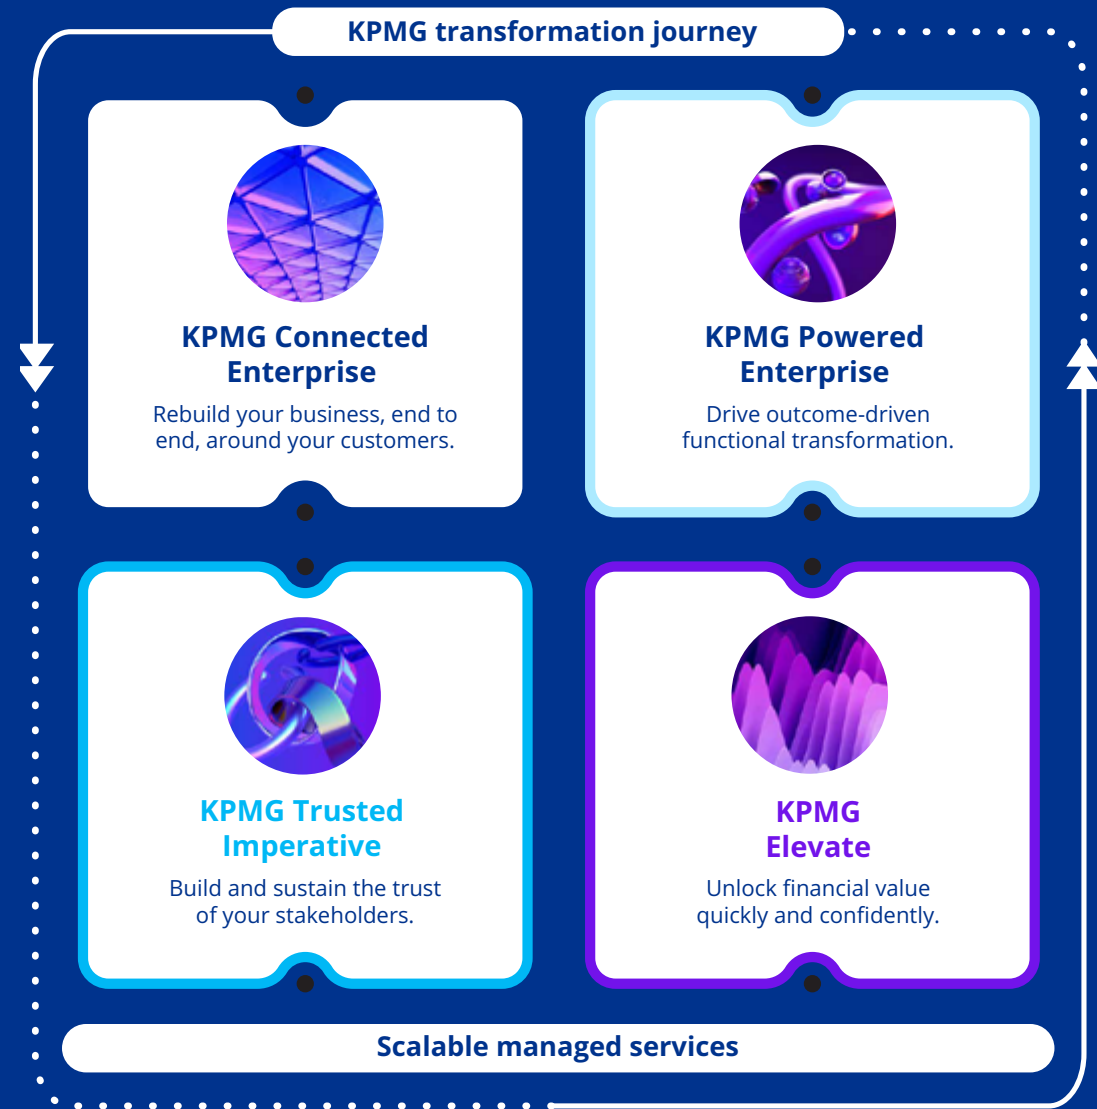 KPMG transformation journey
KPMG Connected
Enterprise
Rebuild your business, end to
end, around your customers.
KPMG Powered
Enterprise
Drive outcome-driven
functional transformation.
KPMG Trusted
Imperative
Build and sustain the trust
of your stakeholders.
KPMG
Elevate
Unlock financial value
quickly and confidently.
Scalable managed services